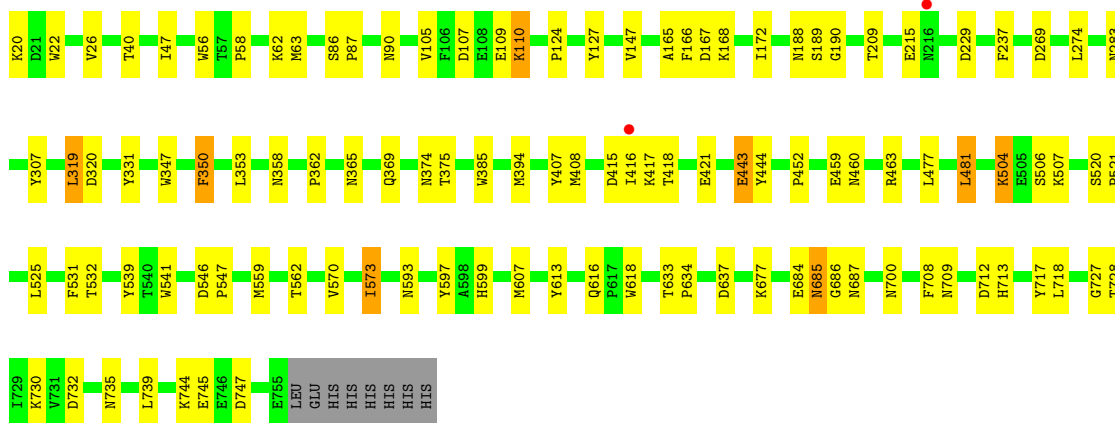 K20 D21 W22 V26 T40 I47 W56 T57 P58 K62 M63 S86 P87 N90 V105 F106 D107 E108 E109 K110 P124 Y127 V147 A165 F166 D167 K168 I172 N188 S189 G190 T209 E215 N216 D229 F237 D269 L274
Y307 L319 D320 Y331 W347 F350 L353 N358 P362 N365 Q369 N374 T375 W385 M394 Y407 M408 D415 I416 K417 T418 E421 E443 Y444 P452 E459 N460 R463 L477 L481 K504 E505 S506 K507 S520
L525 F531 T532 Y539 T540 W541 D546 P547 M559 T562 V570 I573 N593 Y597 A598 H599 M607 Y613 Q616 P617 W618 T633 P634 D637 K677 E684 N685 G686 N687 N700 F708 N709 D712 H713 Y717 L718 G727
I729 K730 V731 D732 N735 L739 K744 E745 E746 D747 E755 LEU GLU HIS HIS HIS HIS HIS HIS